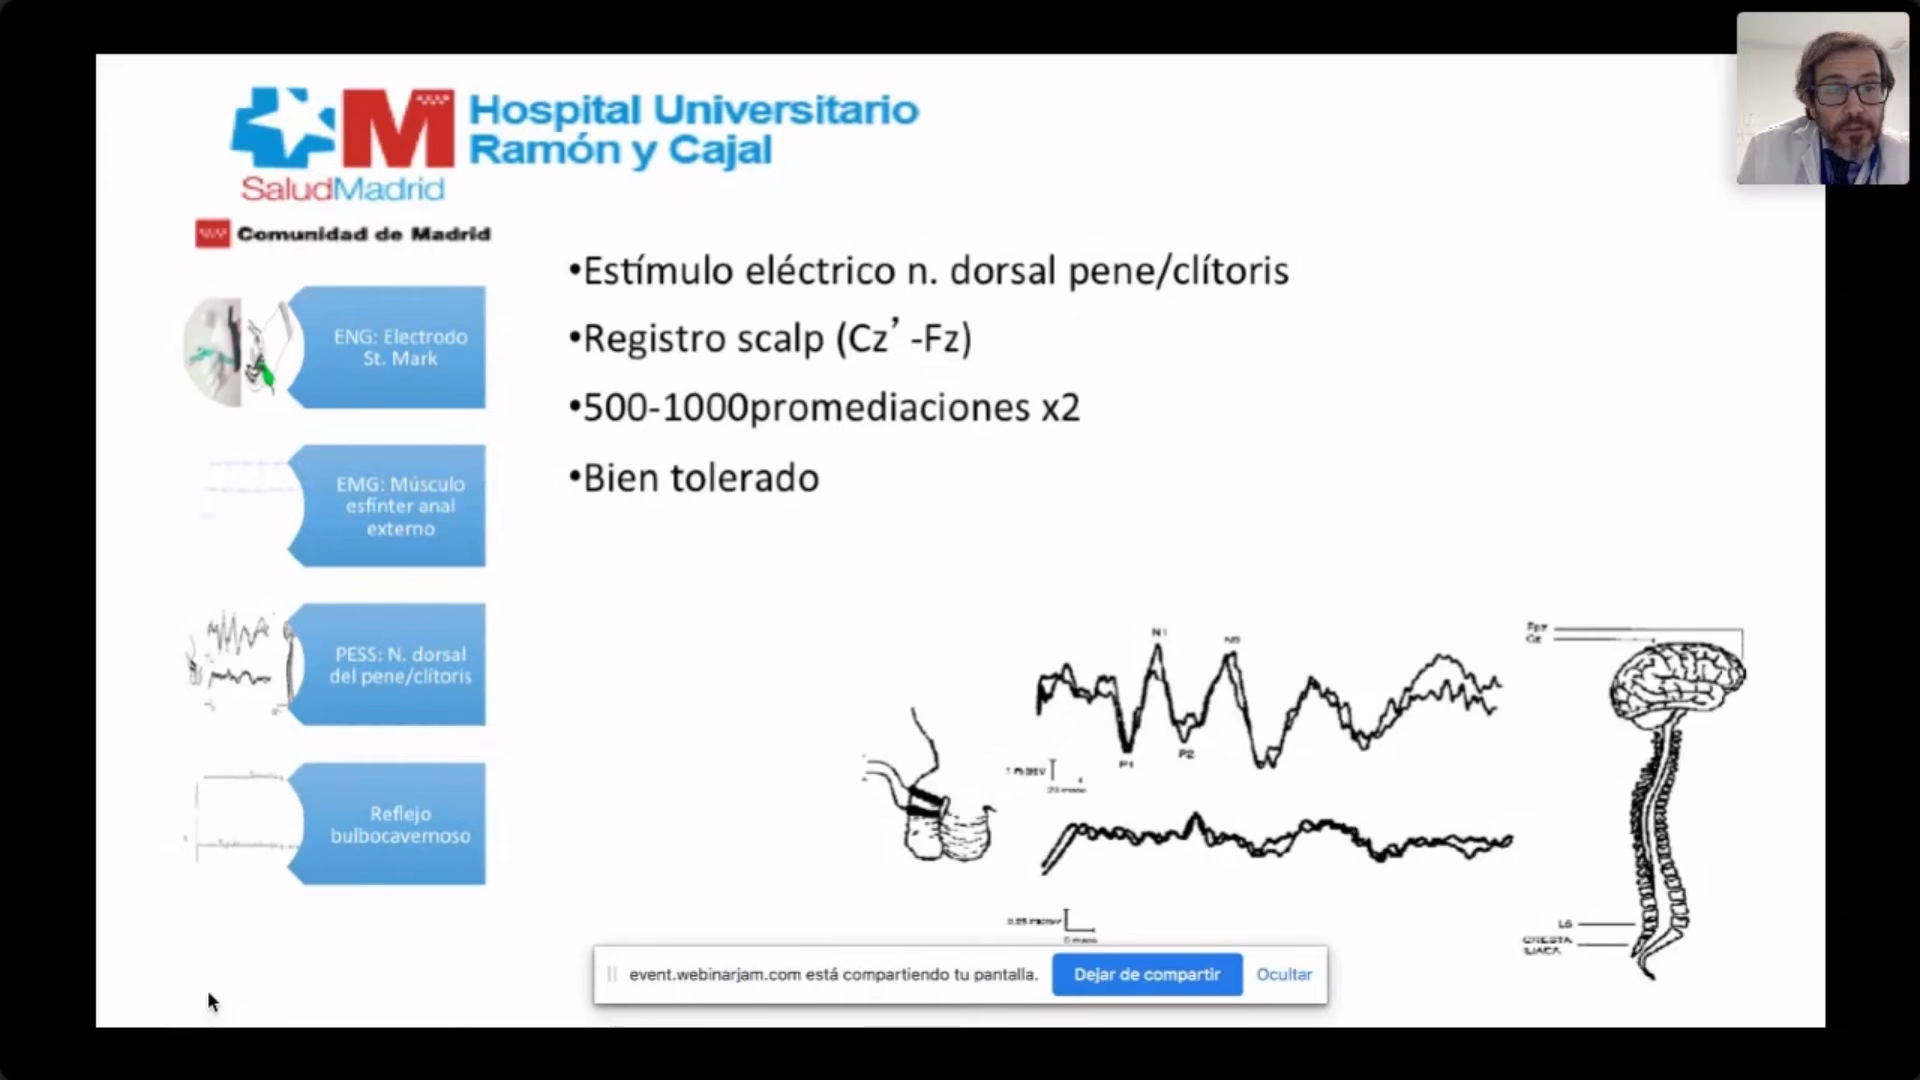 Hospital Universitario
Ramón y Cajal
SaludMadrid
Comunidad de Madrid
•Estímulo eléctrico n. dorsal pene/clítoris
•Registro scalp (Cz’ -Fz)
•500-1000promediaciones x2
•Bien tolerado
ENG: Electrodo
St. Mark
EMG: Músculo
esfínter anal
externo
PESS: N. dorsal
del pene/clítoris
Reflejo
bulbocavernoso
N1
P1
P2
Cz
L5
CRESTA
ILIACA
event.webinarjam.com está compartiendo tu pantalla.
Dejar de compartir
Ocultar